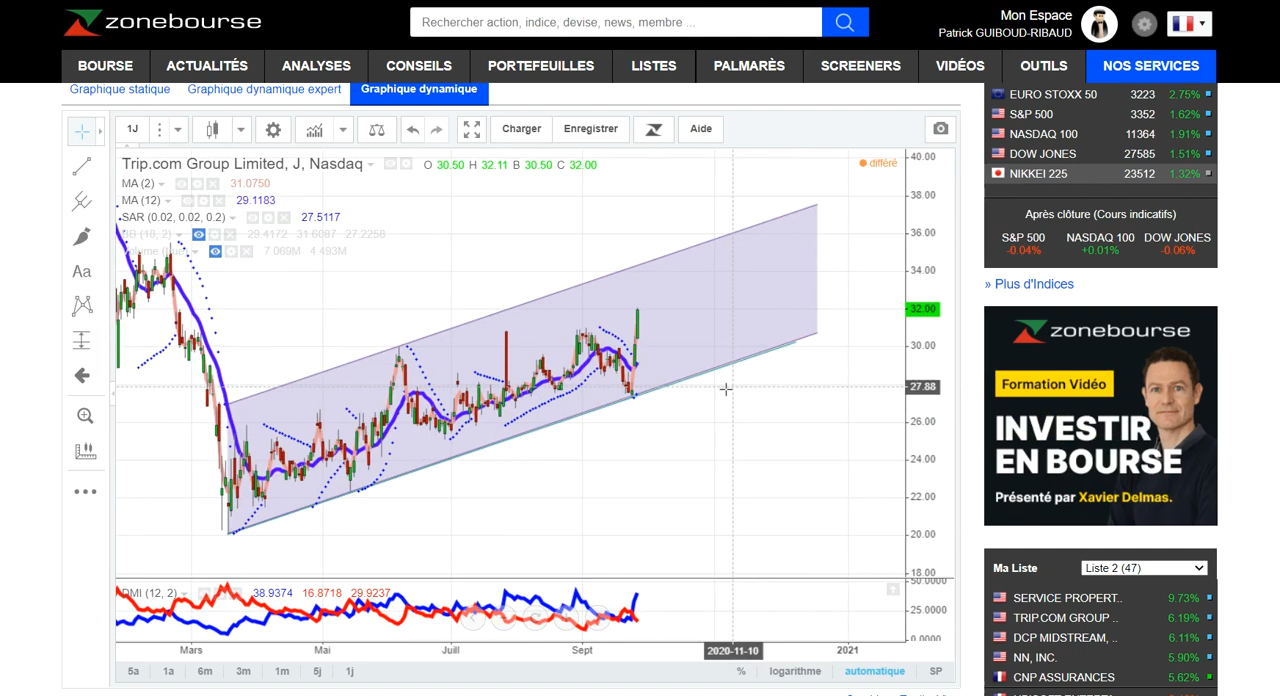 zonebourse
Rechercher action, indice, devise, news, membre ...
Mon Espace
Patrick GUIBOUD-RIBAUD
BOURSE ACTUALITÉS ANALYSES CONSEILS PORTEFEUILLES LISTES PALMARÈS SCREENERS VIDÉOS OUTILS NOS SERVICES
Graphique statique Graphique dynamique expert Graphique dynamique
1J Charger Enregistrer Aide
Trip.com Group Limited, J, Nasdaq O 30.50 H 32.11 B 30.50 C 32.00
différé
MA (2) 31.0750
MA (12) 29.1183
SAR (0.02, 0.02, 0.2) 27.5117
29.4172 31.6087 27.2258
7.069M 4.493M
40.00
38.00
36.00
34.00
32.00
30.00
27.88
26.00
24.00
22.00
20.00
18.00
DMI (12, 2) 38.9374 16.8718 29.9237
50.0000
25.0000
0.0000
Mars Mai Juill Sept 2020-11-10 2021
5a 1a 6m 3m 1m 5j 1j % logarithme automatique SP
EURO STOXX 50 3223 2.75%
S&P 500 3352 1.62%
NASDAQ 100 11364 1.91%
DOW JONES 27585 1.51%
NIKKEI 225 23512 1.32%
Après clôture (Cours indicatifs)
S&P 500 NASDAQ 100 DOW JONES
-0.04% +0.01% -0.06%
» Plus d'Indices
zonebourse
Formation Vidéo
INVESTIR
EN BOURSE
Présenté par Xavier Delmas.
Ma Liste Liste 2 (47)
SERVICE PROPERT.. 9.73%
TRIP.COM GROUP .. 6.19%
DCP MIDSTREAM, .. 6.11%
NN, INC. 5.90%
CNP ASSURANCES 5.62%